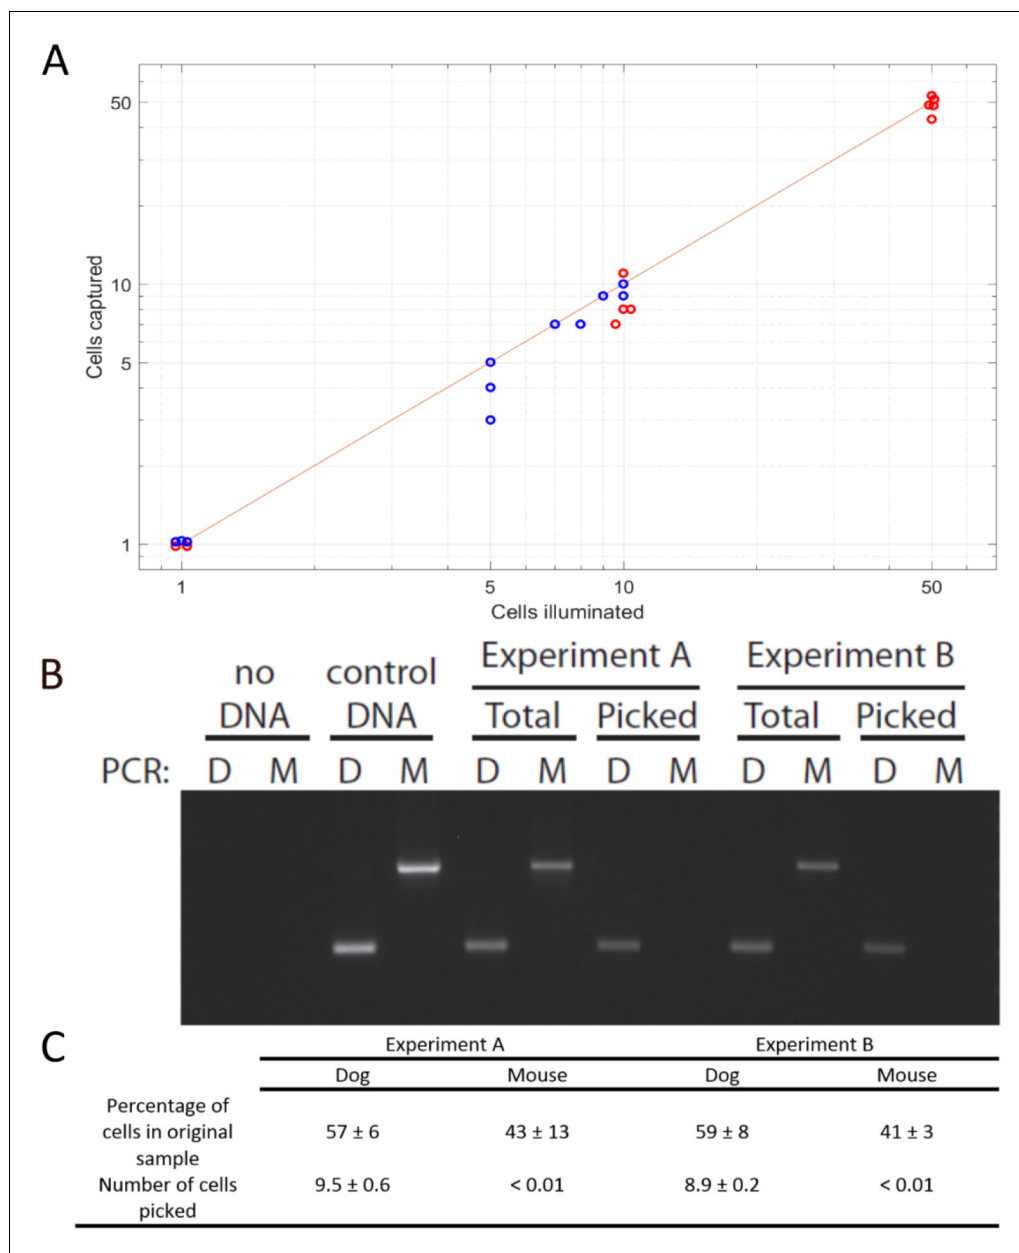 A
50
10
5
1
Cells captured
1 5 10 50
Cells illuminated
B
no DNA
control DNA
Experiment A
Experiment B
Total Picked Total Picked
PCR: D M D M D M D M D M D M
C
Experiment A Experiment B
Dog Mouse Dog Mouse
Percentage of
cells in original
sample
57 ± 6 43 ± 13 59 ± 8 41 ± 3
Number of cells
picked
9.5 ± 0.6 < 0.01 8.9 ± 0.2 < 0.01